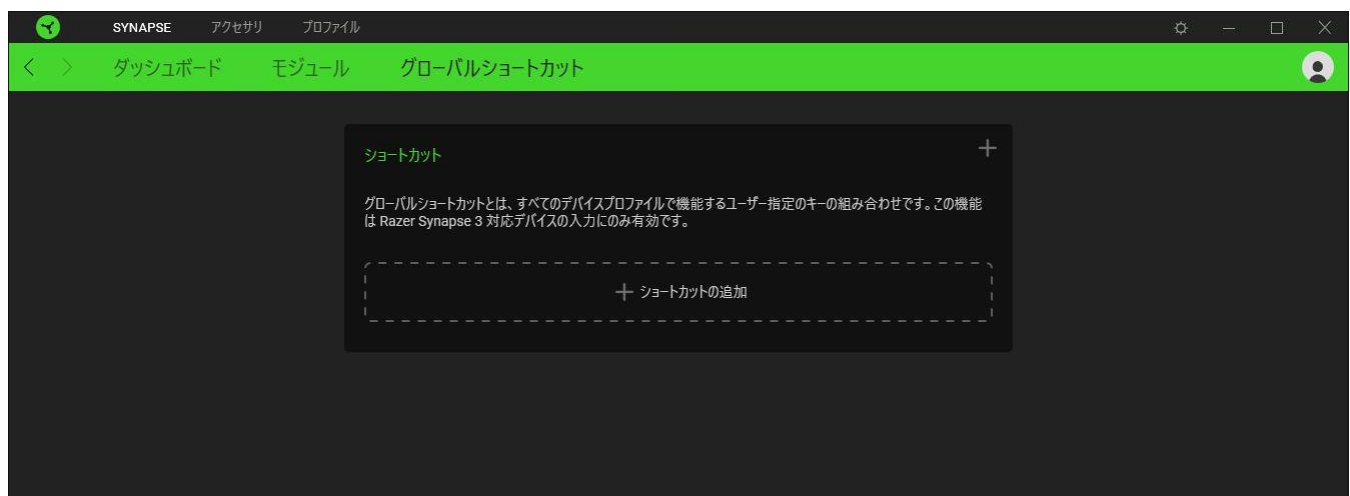 SYNAPSE アクセサリ プロファイル
ダッシュボード モジュール グローバルショートカット
ショートカット
グローバルショートカットとは、すべてのデバイスプロファイルで機能するユーザー指定のキーの組み合わせです。この機能
は Razer Synapse 3 対応デバイスの入力にのみ有効です。
ショートカットの追加